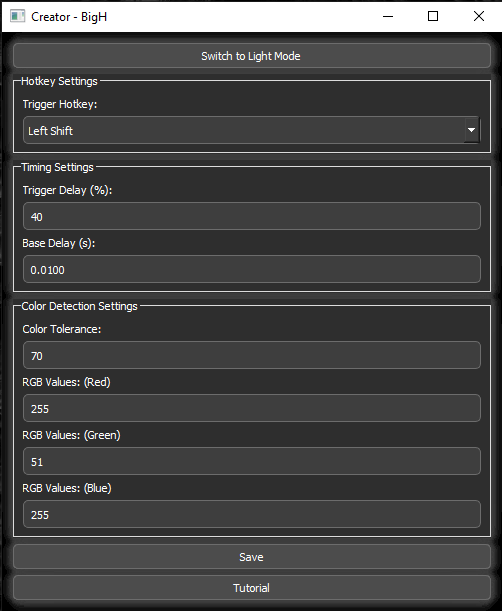 Creator - BigH
Switch to Light Mode
Hotkey Settings
Trigger Hotkey:
Left Shift
Timing Settings
Trigger Delay (%):
40
Base Delay (s):
0.0100
Color Detection Settings
Color Tolerance:
70
RGB Values: (Red)
255
RGB Values: (Green)
51
RGB Values: (Blue)
255
Save
Tutorial